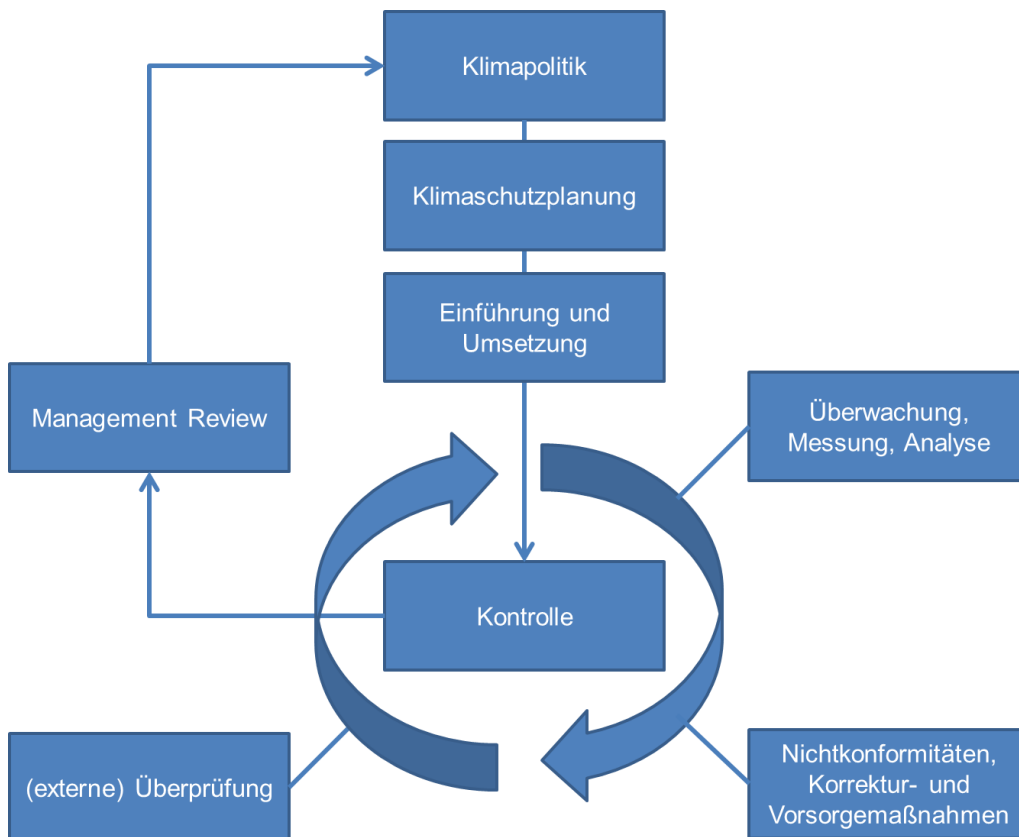 Klimapolitik
Klimaschutzplanung
Einführung und
Umsetzung
Management Review
Überwachung,
Messung, Analyse
Kontrolle
(externe) Überprüfung
Nichtkonformitäten,
Korrektur- und
Vorsorgemaßnahmen